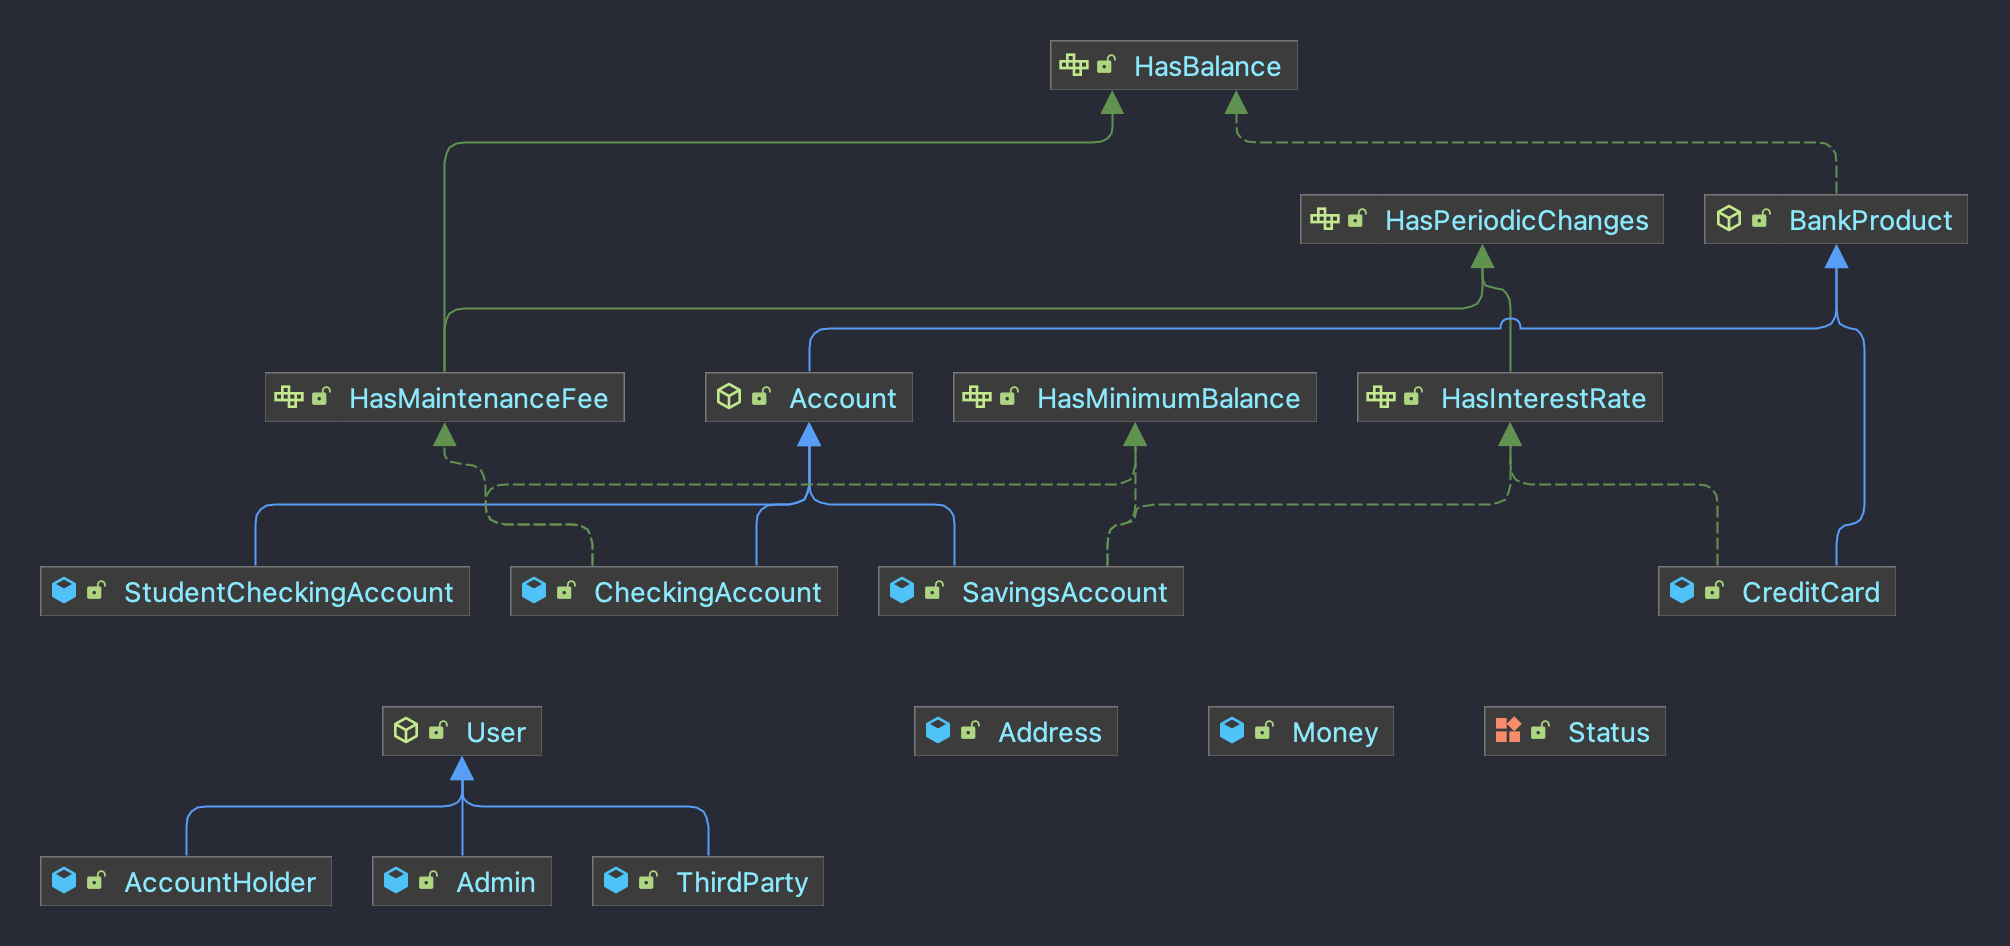 HasBalance
HasPeriodicChanges
BankProduct
HasMaintenanceFee
Account
HasMinimumBalance
HasInterestRate
StudentCheckingAccount
CheckingAccount
SavingsAccount
CreditCard
User
Address
Money
Status
AccountHolder
Admin
ThirdParty